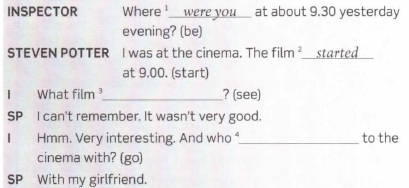 INSPECTOR Where ¹ were you at about 9.30 yesterday
evening? (be)
STEVEN POTTER I was at the cinema. The film ² started
at 9.00. (start)
I What film ³____________? (see)
SP I can't remember. It wasn't very good.
I Hmm. Very interesting. And who ⁴____________ to the
cinema with? (go)
SP With my girlfriend.